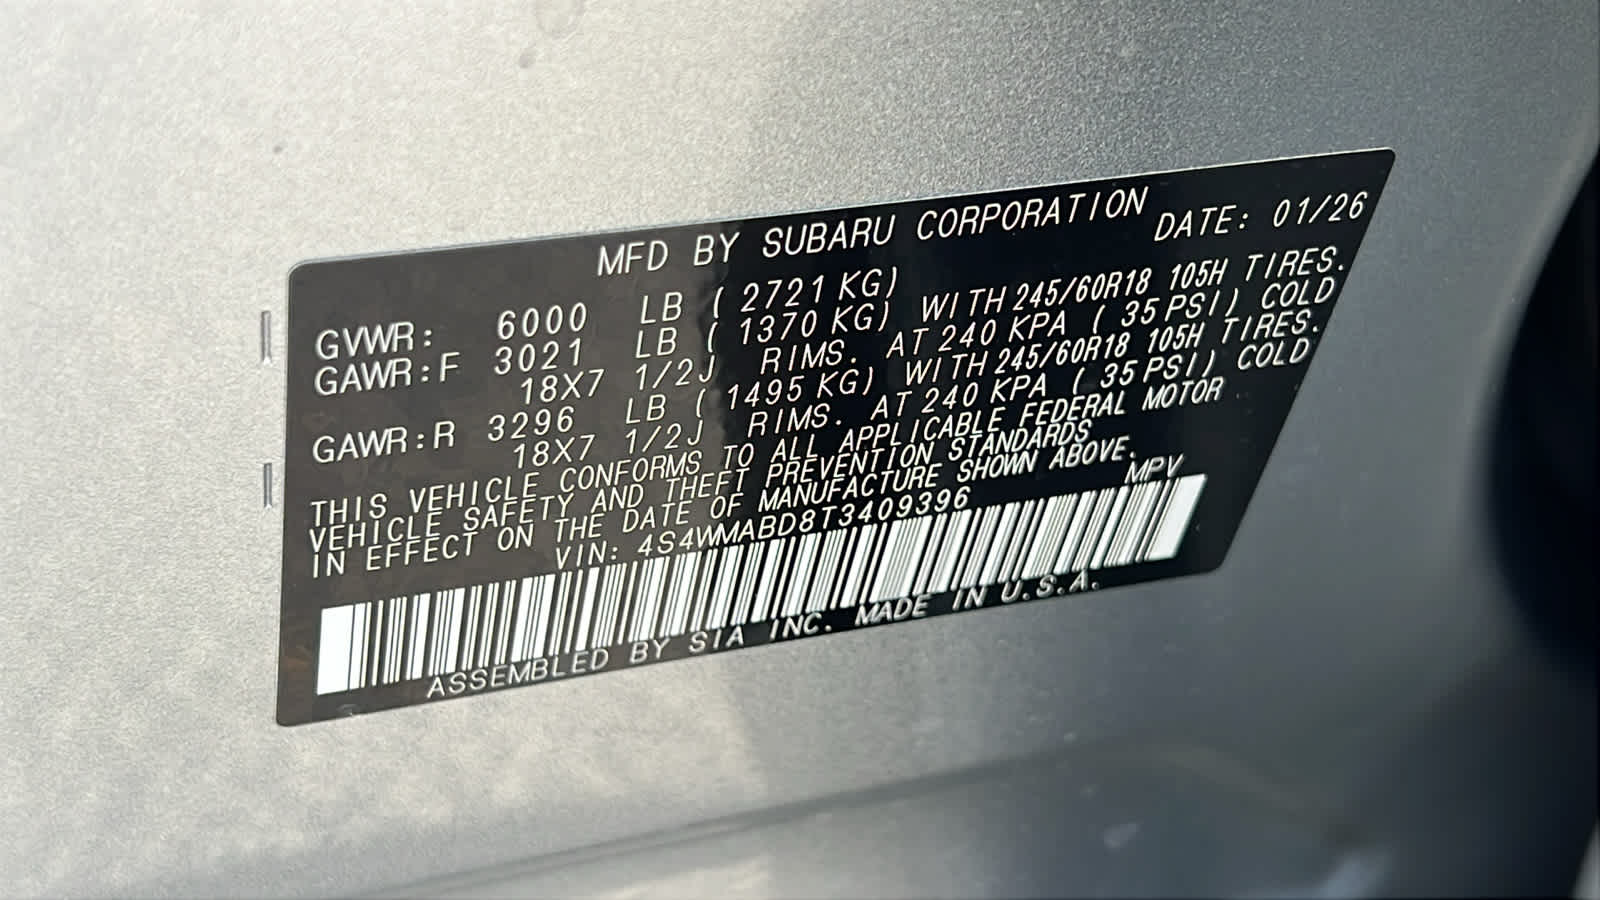 MFD BY SUBARU CORPORATION
DATE: 01/26
GVWR: 6000 LB ( 2721 KG)
GAWR:F 3021 LB ( 1370 KG) WITH 245/60R18 105H TIRES.
18X7 1/2J RIMS. AT 240 KPA ( 35 PSI) COLD
GAWR:R 3296 LB ( 1495 KG) WITH 245/60R18 105H TIRES.
18X7 1/2J RIMS. AT 240 KPA ( 35 PSI) COLD
THIS VEHICLE CONFORMS TO ALL APPLICABLE FEDERAL MOTOR
VEHICLE SAFETY AND THEFT PREVENTION STANDARDS
IN EFFECT ON THE DATE OF MANUFACTURE SHOWN ABOVE.
VIN: 4S4WMABD8T3409396 MPV
ASSEMBLED BY SIA INC. MADE IN U.S.A.